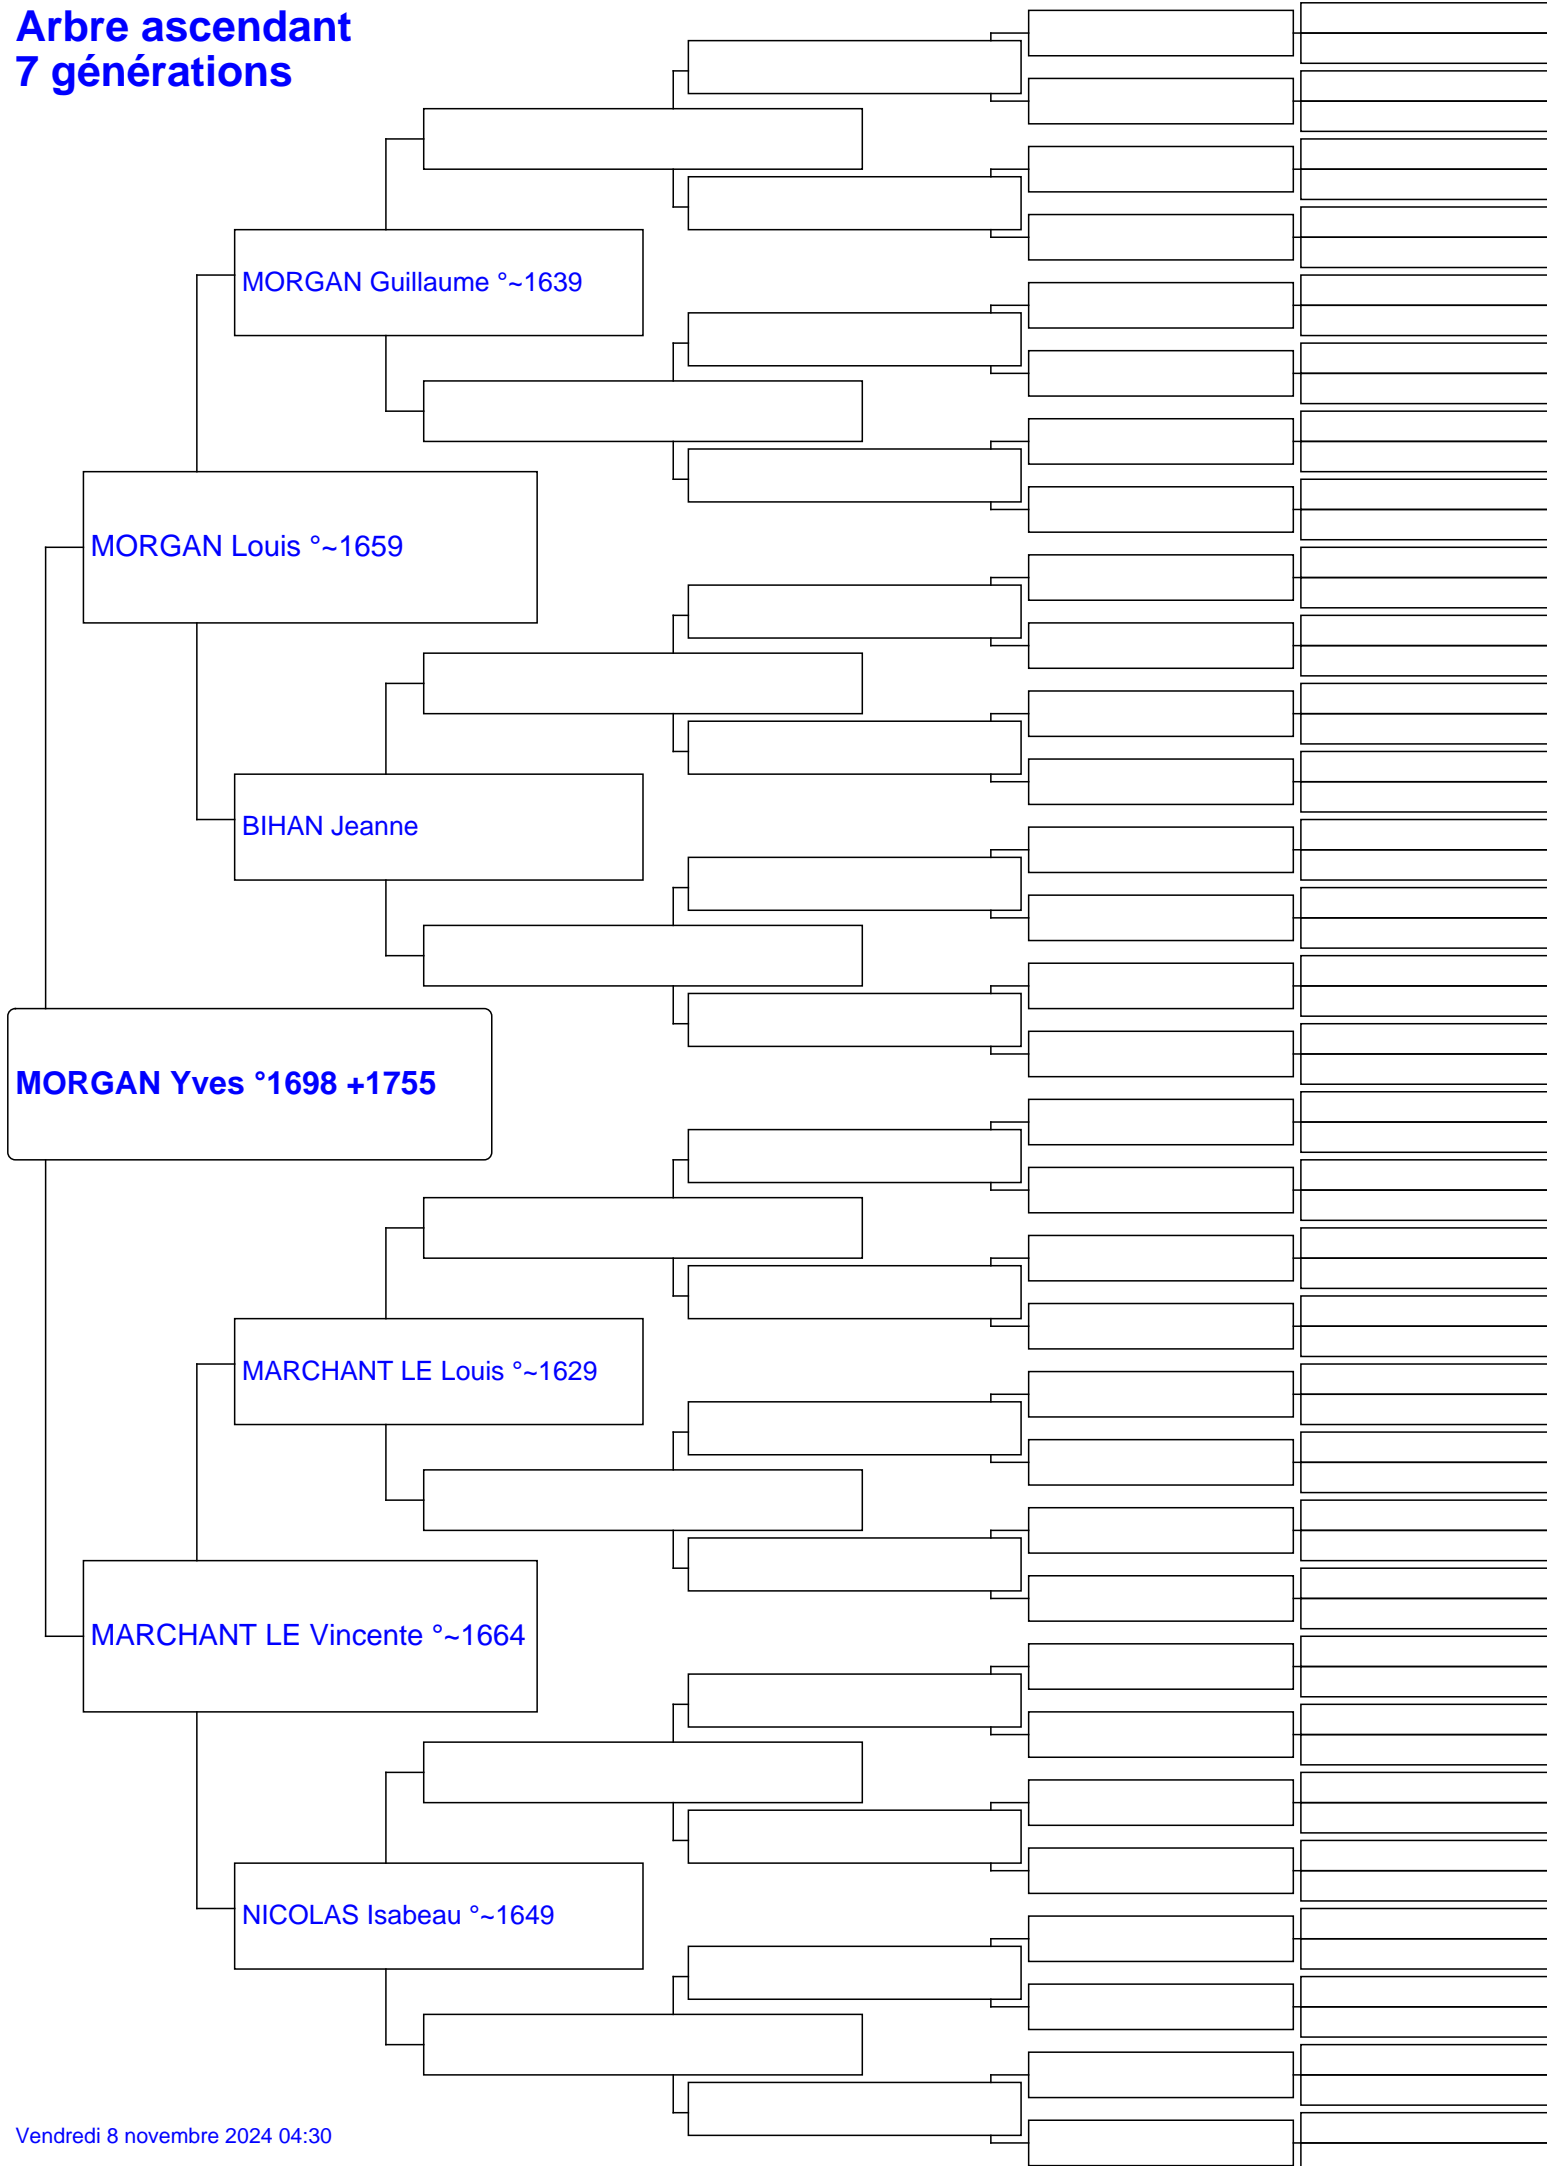 Arbre ascendant
7 générations
MORGAN Guillaume °~1639
MORGAN Louis °~1659
BIHAN Jeanne
MORGAN Yves °1698 +1755
MARCHANT LE Louis °~1629
MARCHANT LE Vincente °~1664
NICOLAS Isabeau °~1649
Vendredi 8 novembre 2024 04:30